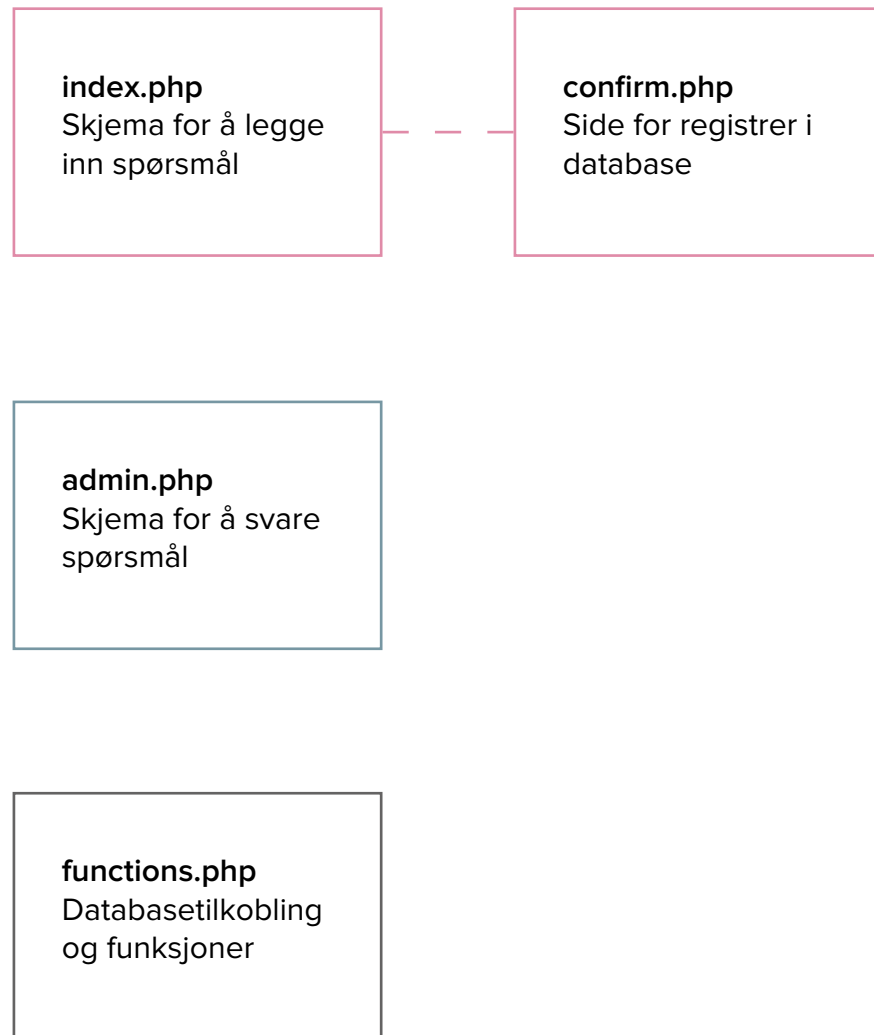 index.php
Skjema for å legge
inn spørsmål
confirm.php
Side for registrer i
database
admin.php
Skjema for å svare
spørsmål
functions.php
Databasetilkobling
og funksjoner